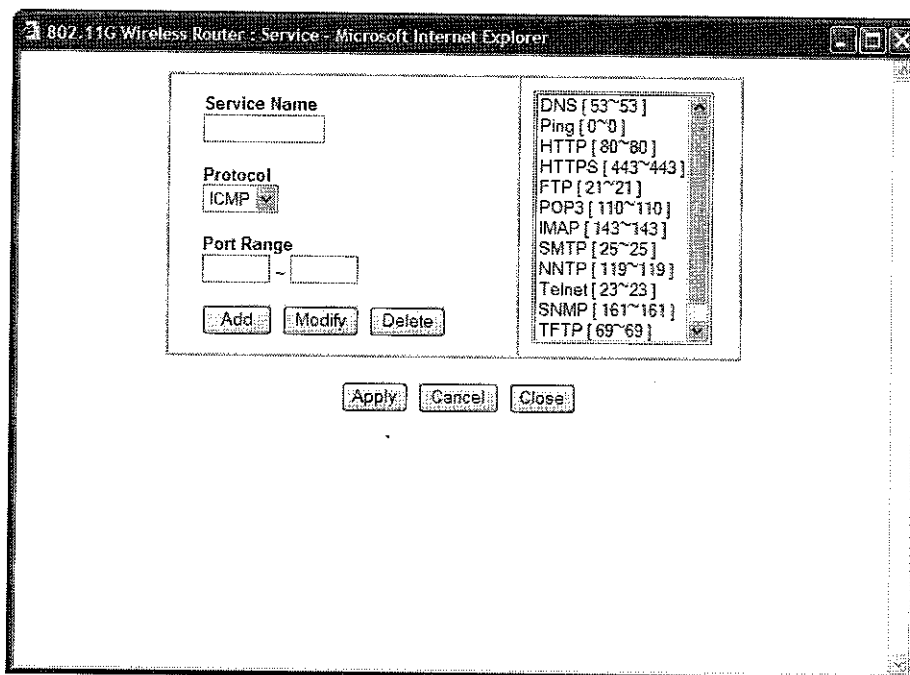 802.11G Wireless Router : Service - Microsoft Internet Explorer
Service Name
Protocol
ICMP
Port Range
~
Add Modify Delete
DNS [ 53~53 ]
Ping [ 0~0 ]
HTTP [ 80~80 ]
HTTPS [ 443~443 ]
FTP [ 21~21 ]
POP3 [ 110~110 ]
IMAP [ 143~143 ]
SMTP [ 25~25 ]
NNTP [ 119~119 ]
Telnet [ 23~23 ]
SNMP [ 161~161 ]
TFTP [ 69~69 ]
Apply Cancel Close